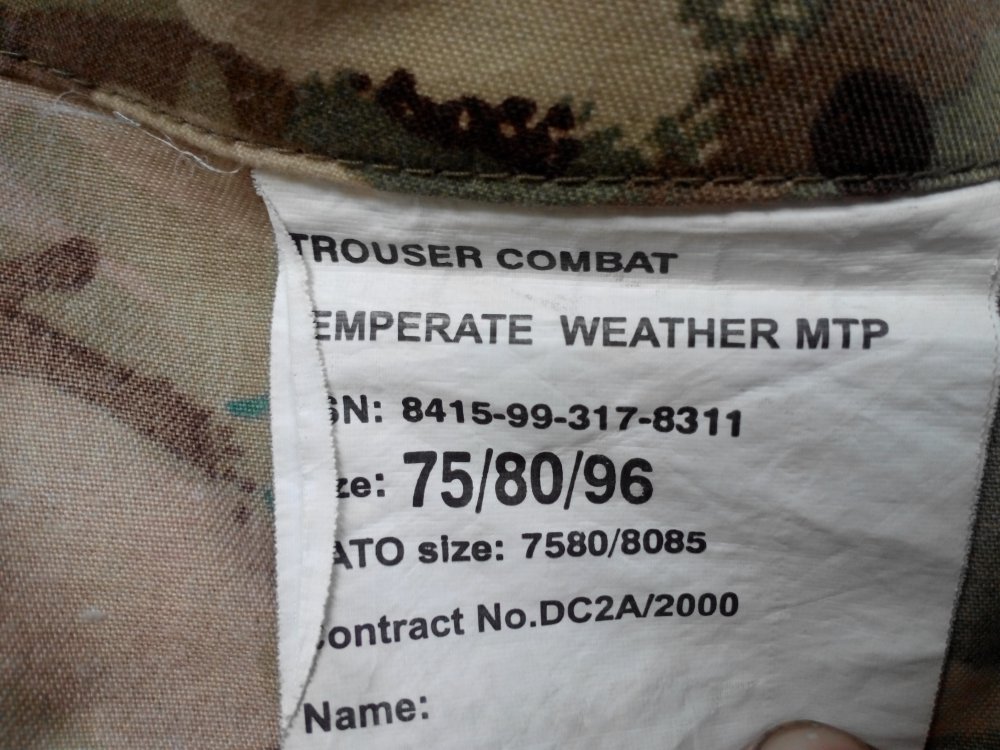 TROUSER COMBAT
EMPERATE WEATHER MTP
SN: 8415-99-317-8311
ze: 75/80/96
ATO size: 7580/8085
ontract No.DC2A/2000
Name: